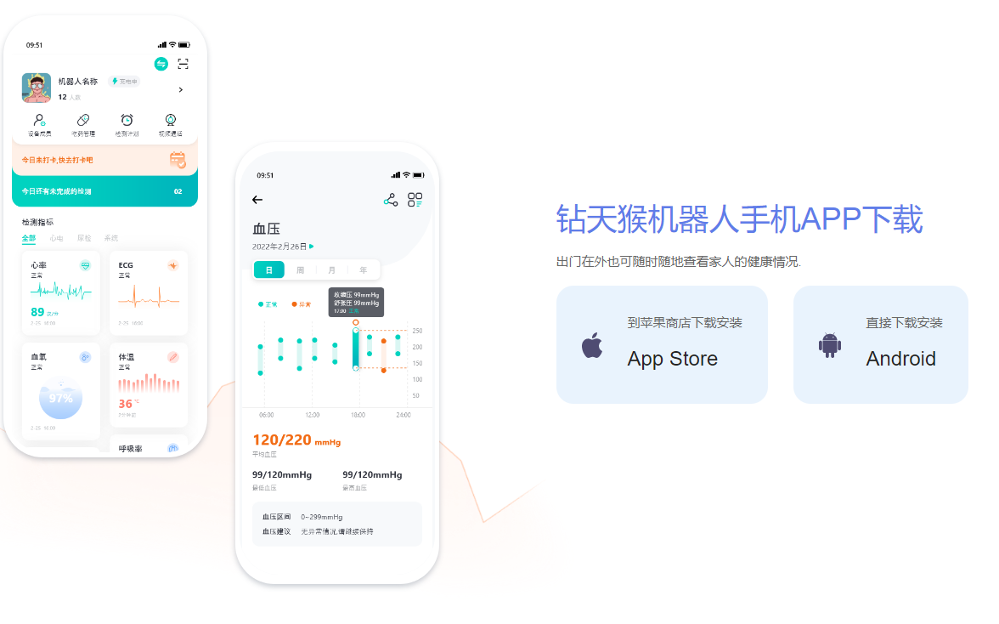 09:51
机器人名称
充电中
12 人数
设备成员
吃药管理
检测计划
视频通话
今日未打卡,快去打卡吧
今日还有未完成的检测
02
检测指标
全部
心电
尿检
系统
心率
正常
89 次/分
2-25 16:00
ECG
正常
2-25 16:00
血氧
正常
97%
2-25 16:00
体温
正常
36 ℃
呼吸率
09:51
血压
2022年2月26日
日
周
月
年
正常
异常
收缩压 99mmHg
舒张压 99mmHg
17:00 正常
250
200
150
100
50
06:00
12:00
18:00
24:00
120/220 mmHg
平均血压
99/120mmHg
最低血压
99/120mmHg
最高血压
血压区间 0~299mmHg
血压建议 无异常情况,请继续保持
钻天猴机器人手机APP下载
出门在外也可随时随地查看家人的健康情况.
到苹果商店下载安装
App Store
直接下载安装
Android